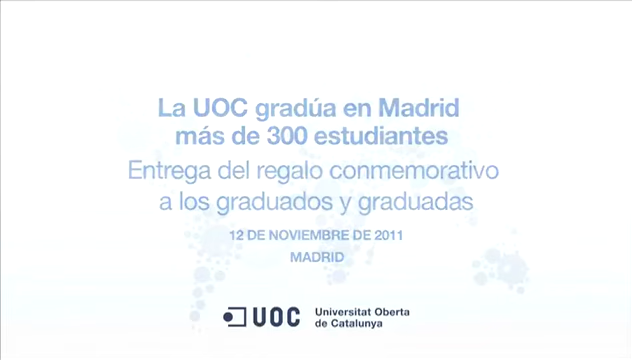 La UOC gradúa en Madrid
más de 300 estudiantes
Entrega del regalo conmemorativo
a los graduados y graduadas
12 DE NOVIEMBRE DE 2011
MADRID
UOC
Universitat Oberta
de Catalunya